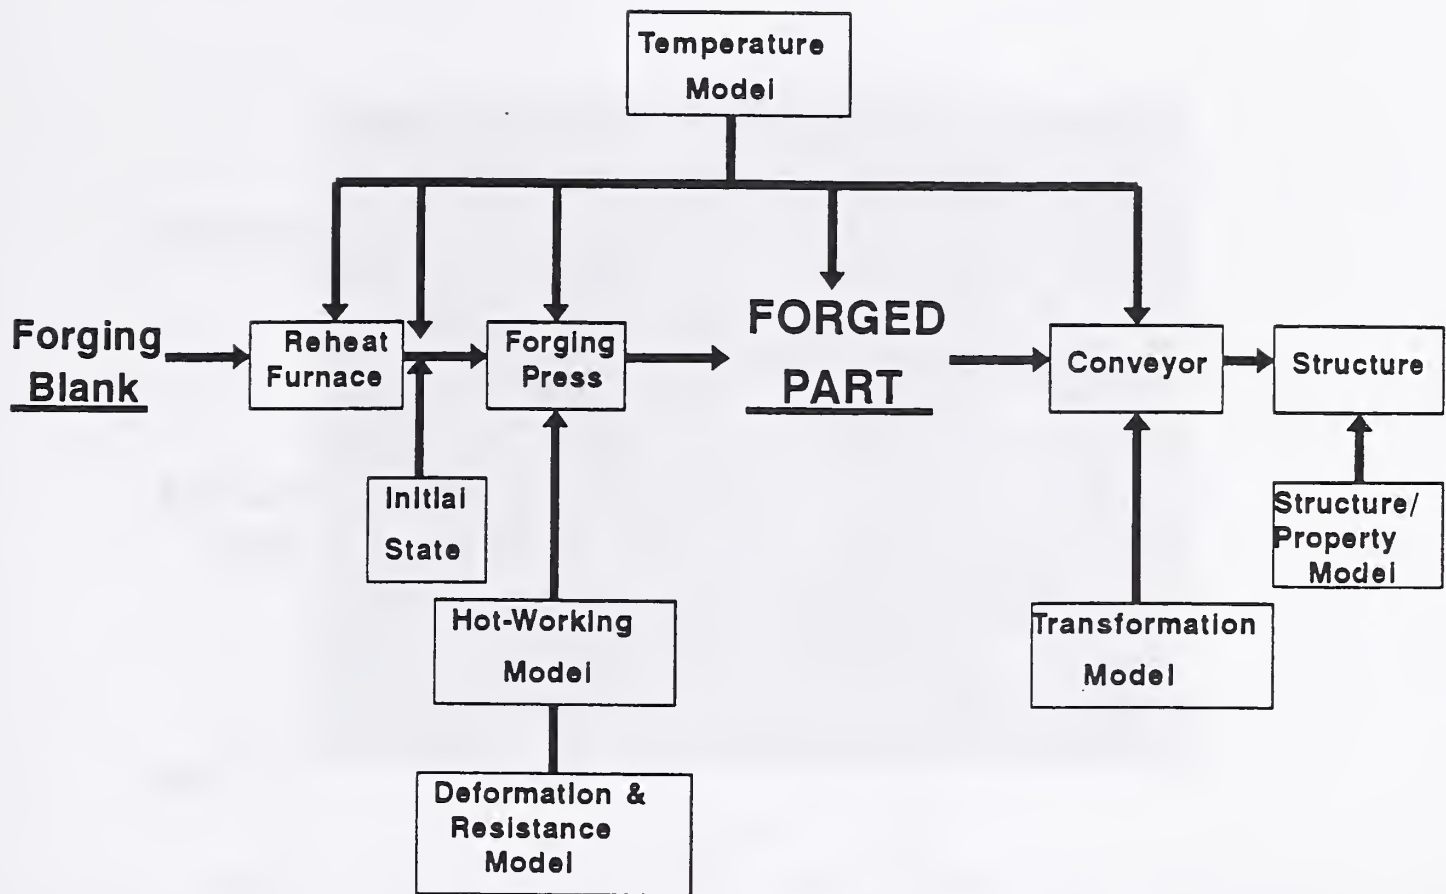 Temperature
Model
Forging
Blank
Reheat
Furnace
Forging
Press
FORGED
PART
Conveyor
Structure
Initial
State
Structure/
Property
Model
Hot-Working
Model
Transformation
Model
Deformation &
Resistance
Model